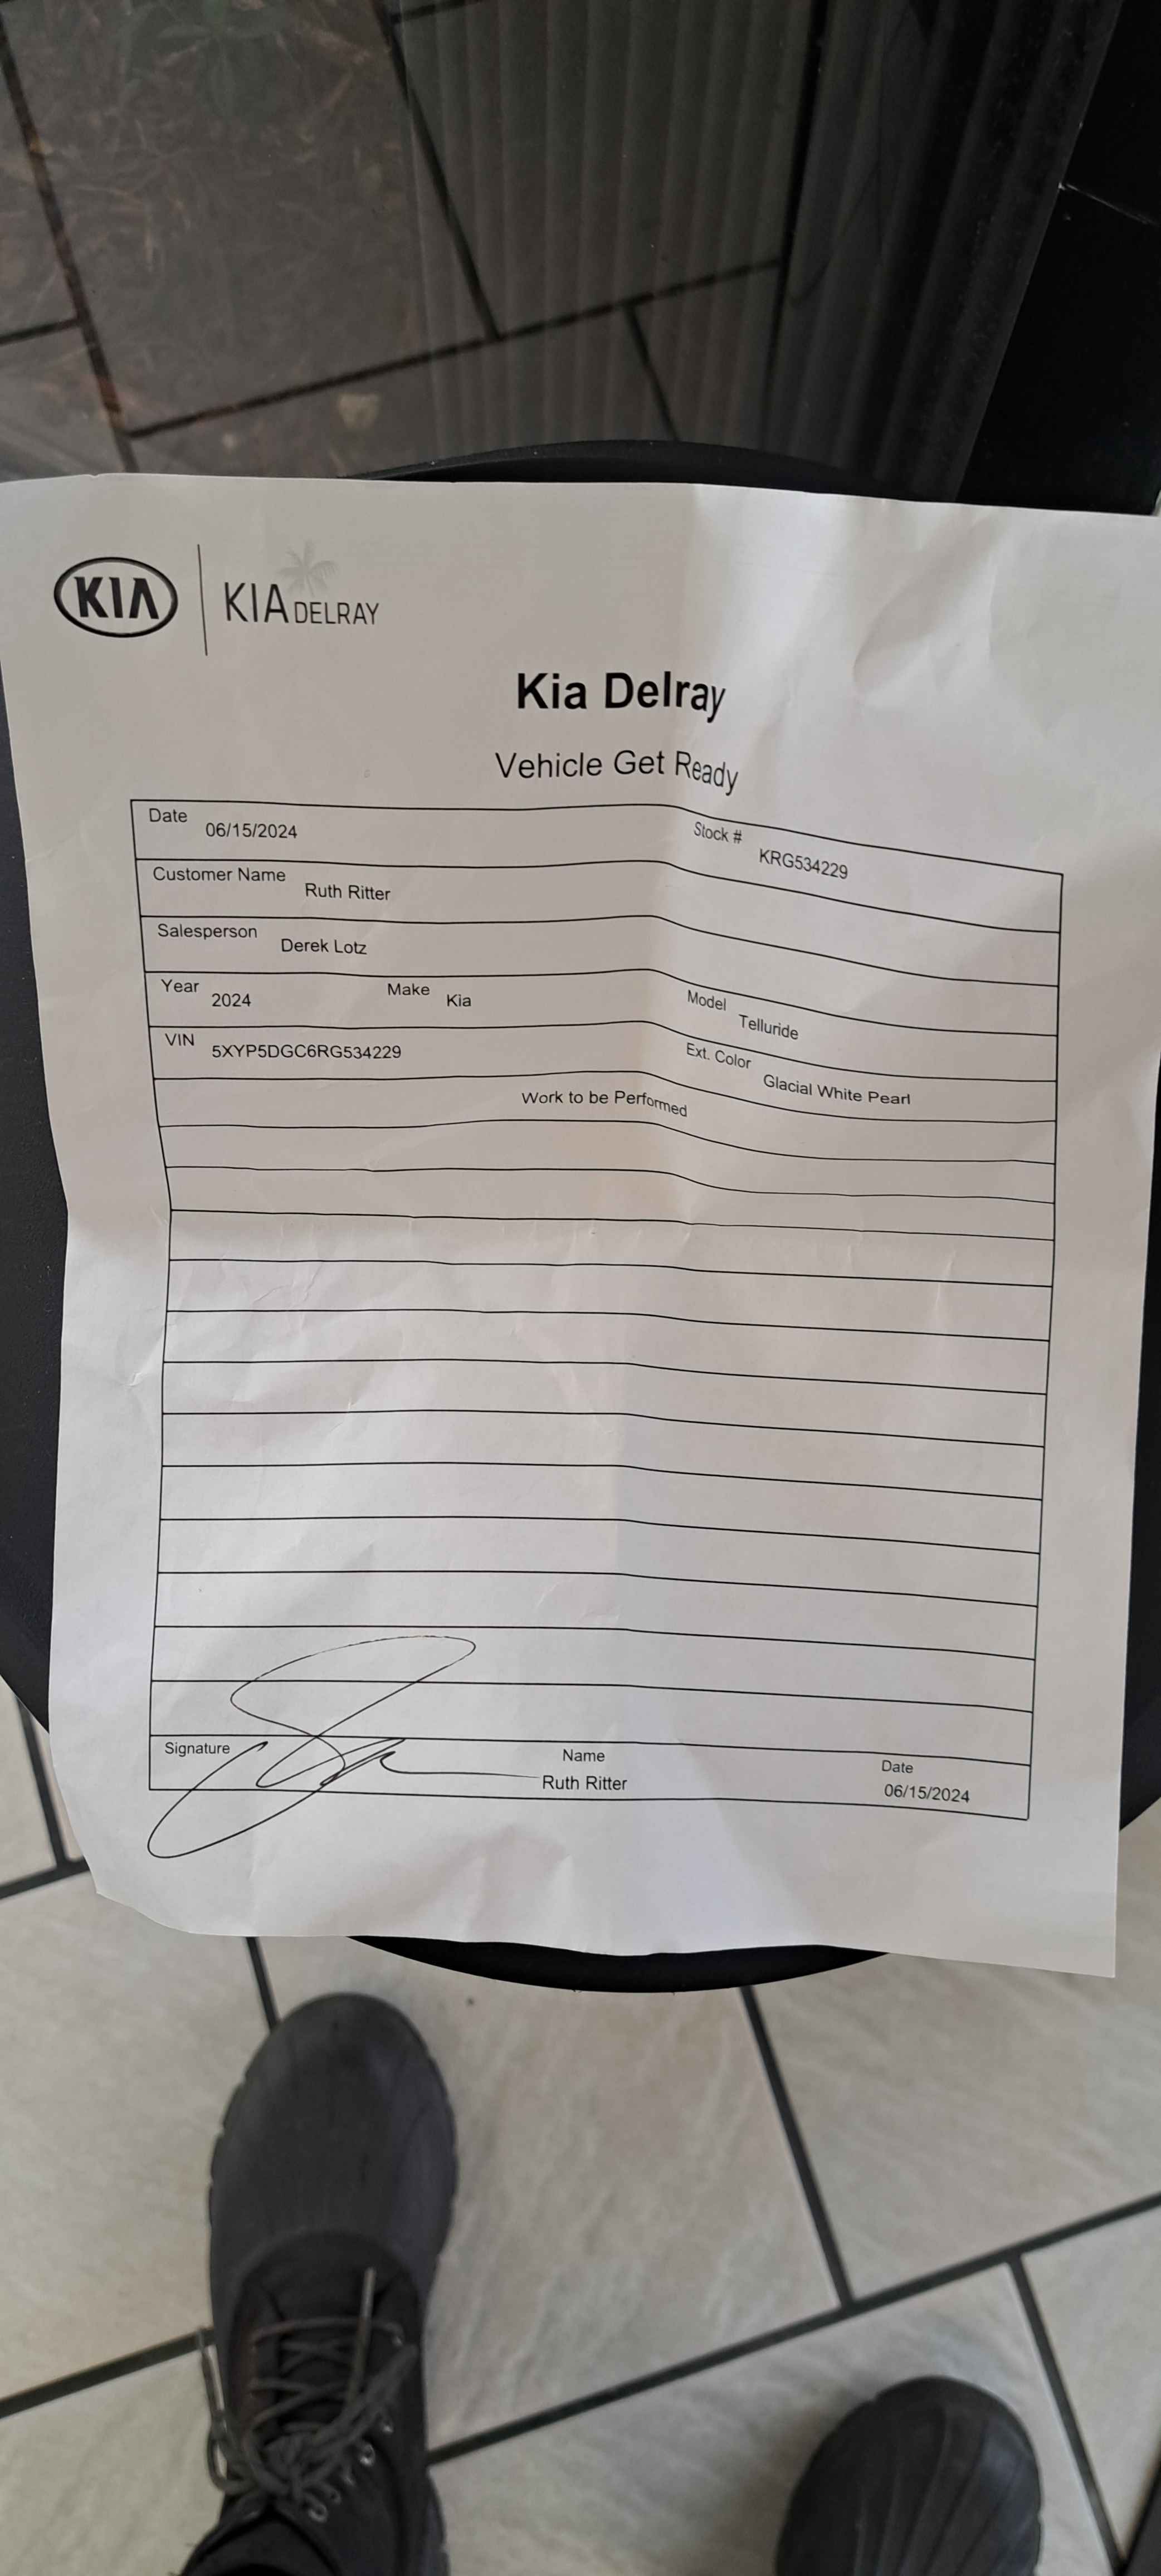 KIA KIA DELRAY
Kia Delray
Vehicle Get Ready
Date 06/15/2024 Stock # KRG534229
Customer Name Ruth Ritter
Salesperson Derek Lotz
Year 2024 Make Kia Model Telluride
VIN 5XYP5DGC6RG534229 Ext. Color Glacial White Pearl
Work to be Performed
Signature Name Date
Ruth Ritter 06/15/2024